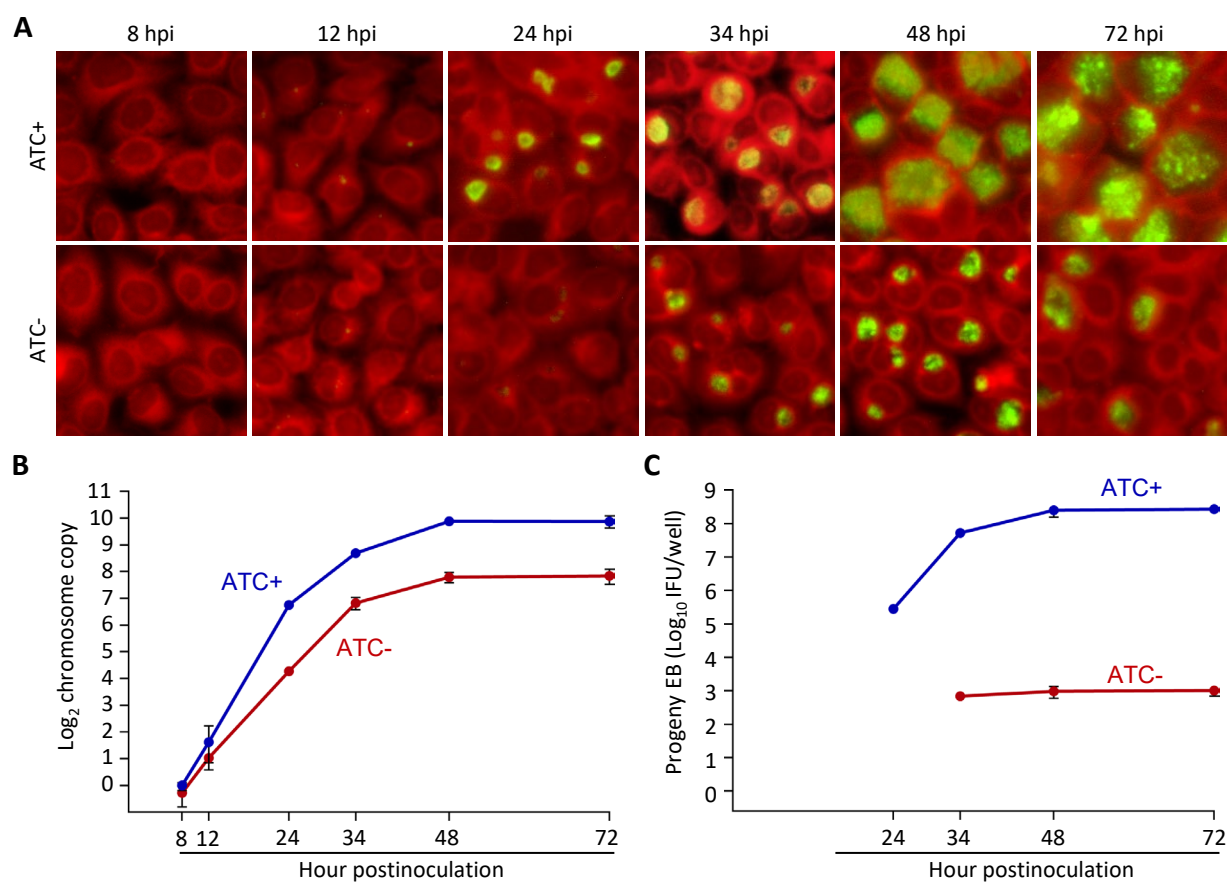 A
8 hpi 12 hpi 24 hpi 34 hpi 48 hpi 72 hpi
ATC+
ATC-
B
Log2 chromosome copy
11
10
9
8
7
6
5
4
3
2
1
0
ATC+
ATC-
8 12 24 34 48 72
Hour postinoculation
C
Progeny EB (Log10 IFU/well)
9
8
7
6
5
4
3
2
1
0
ATC+
ATC-
24 34 48 72
Hour postinoculation